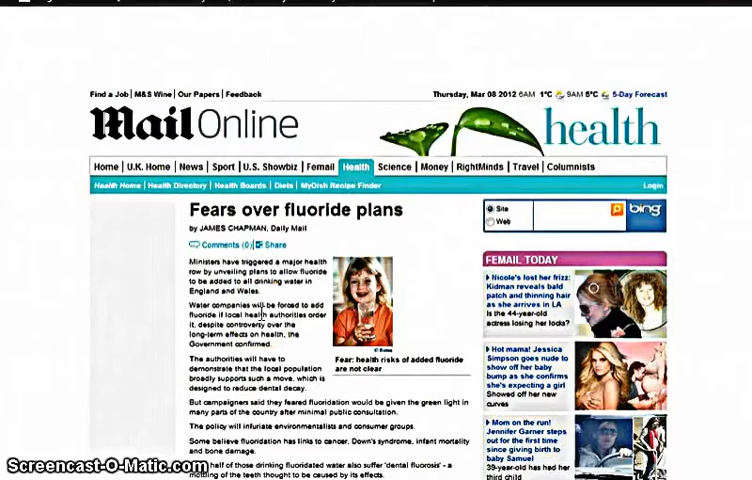 Find a Job | M&S Wine | Our Papers | Feedback
Thursday, Mar 08 2012 6AM 1°C 9AM 5°C 5-Day Forecast
Mail Online
health
Home | U.K. Home | News | Sport | U.S. Showbiz | Femail | Health | Science | Money | RightMinds | Travel | Columnists
Health Home | Health Directory | Health Boards | Diets | MyDish Recipe Finder
Login
Fears over fluoride plans
by JAMES CHAPMAN, Daily Mail
Comments (0) | Share
Ministers have triggered a major health
row by unveiling plans to allow fluoride
to be added to all drinking water in
England and Wales.
Water companies will be forced to add
fluoride if local health authorities order
it, despite controversy over the
long-term effects on health, the
Government confirmed.
The authorities will have to
demonstrate that the local population
broadly supports such a move, which is
designed to reduce dental decay.
Fear: health risks of added fluoride
are not clear
But campaigners said they feared fluoridation would be given the green light in
many parts of the country after minimal public consultation.
The policy will infuriate environmentalists and consumer groups.
Some believe fluoridation has links to cancer, Down's syndrome, infant mortality
and bone damage.
half of those drinking fluoridated water also suffer 'dental fluorosis' - a
mottling of the teeth thought to be caused by its effects.
Site
Web
bing
FEMAIL TODAY
Nicole's lost her frizz:
Kidman reveals bald
patch and thinning hair
as she arrives in LA
Is the 44-year-old
actress losing her looks?
Hot mama! Jessica
Simpson goes nude to
show off her baby
bump as she confirms
she's expecting a girl
Showed off her new
curves
Mom on the run!
Jennifer Garner steps
out for the first time
since giving birth to
baby Samuel
39-year-old has had her
third child
Screencast-O-Matic.com